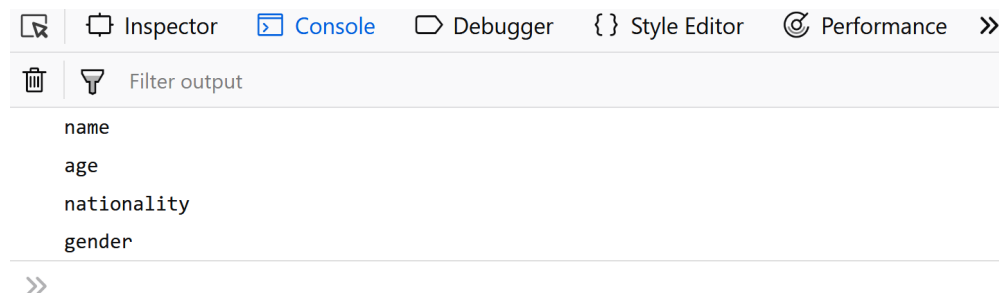 Inspector Console Debugger { } Style Editor Performance »
Filter output
name
age
nationality
gender
»